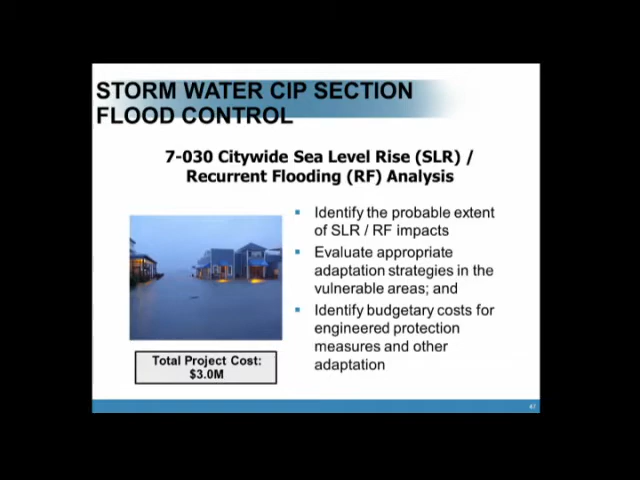 STORM WATER CIP SECTION
FLOOD CONTROL
7-030 Citywide Sea Level Rise (SLR) /
Recurrent Flooding (RF) Analysis
Identify the probable extent
of SLR / RF impacts
Evaluate appropriate
adaptation strategies in the
vulnerable areas; and
Identify budgetary costs for
engineered protection
measures and other
adaptation
Total Project Cost:
$3.0M